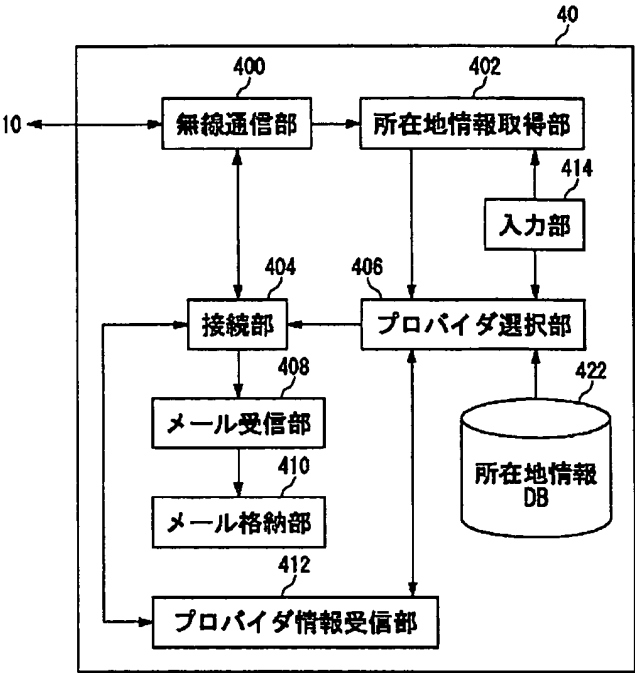 40
400
402
10
無線通信部
所在地情報取得部
414
入力部
404
406
接続部
プロバイダ選択部
408
422
メール受信部
所在地情報
DB
410
メール格納部
412
プロバイダ情報受信部